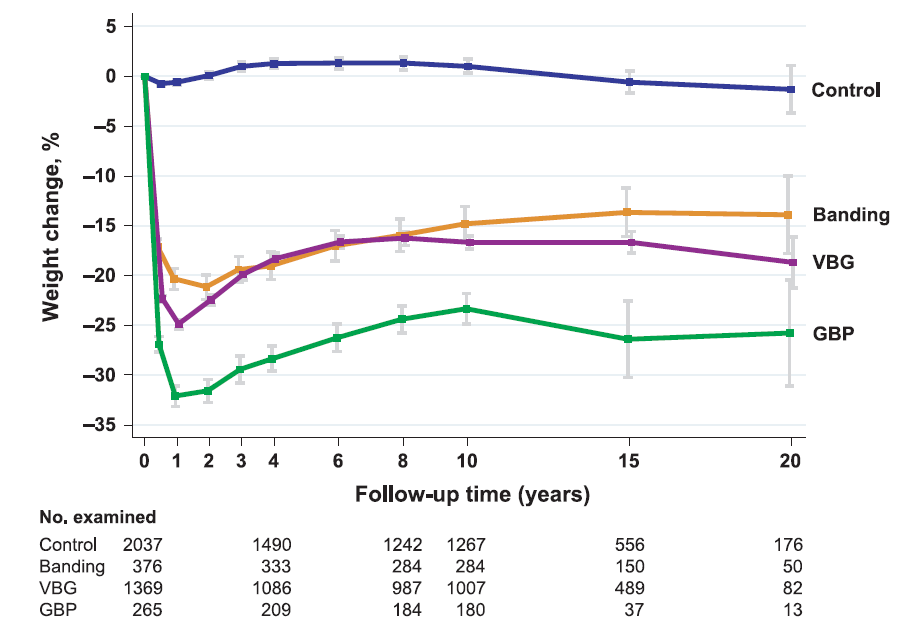 5
0
–5
–10
–15
–20
–25
–30
–35
Weight change, %
Control
Banding
VBG
GBP
0 1 2 3 4 6 8 10 15 20
Follow-up time (years)
No. examined
Control 2037 1490 1242 1267 556 176
Banding 376 333 284 284 150 50
VBG 1369 1086 987 1007 489 82
GBP 265 209 184 180 37 13